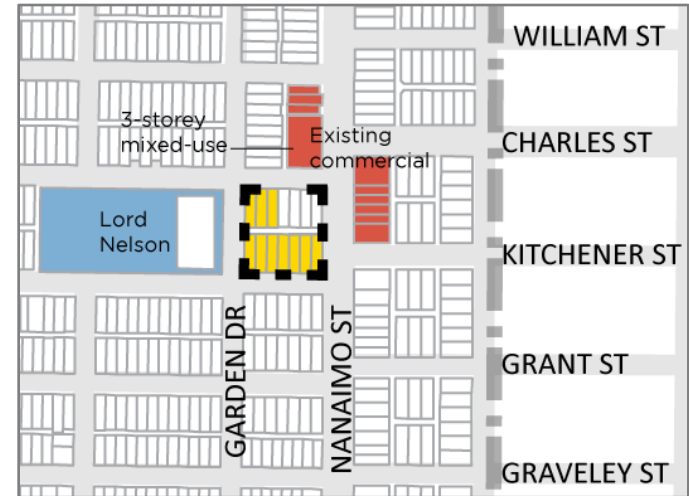 WILLIAM ST
3-storey
mixed-use
Existing
commercial
CHARLES ST
Lord
Nelson
KITCHENER ST
GARDEN DR
NANAIMO ST
GRANT ST
GRAVELEY ST